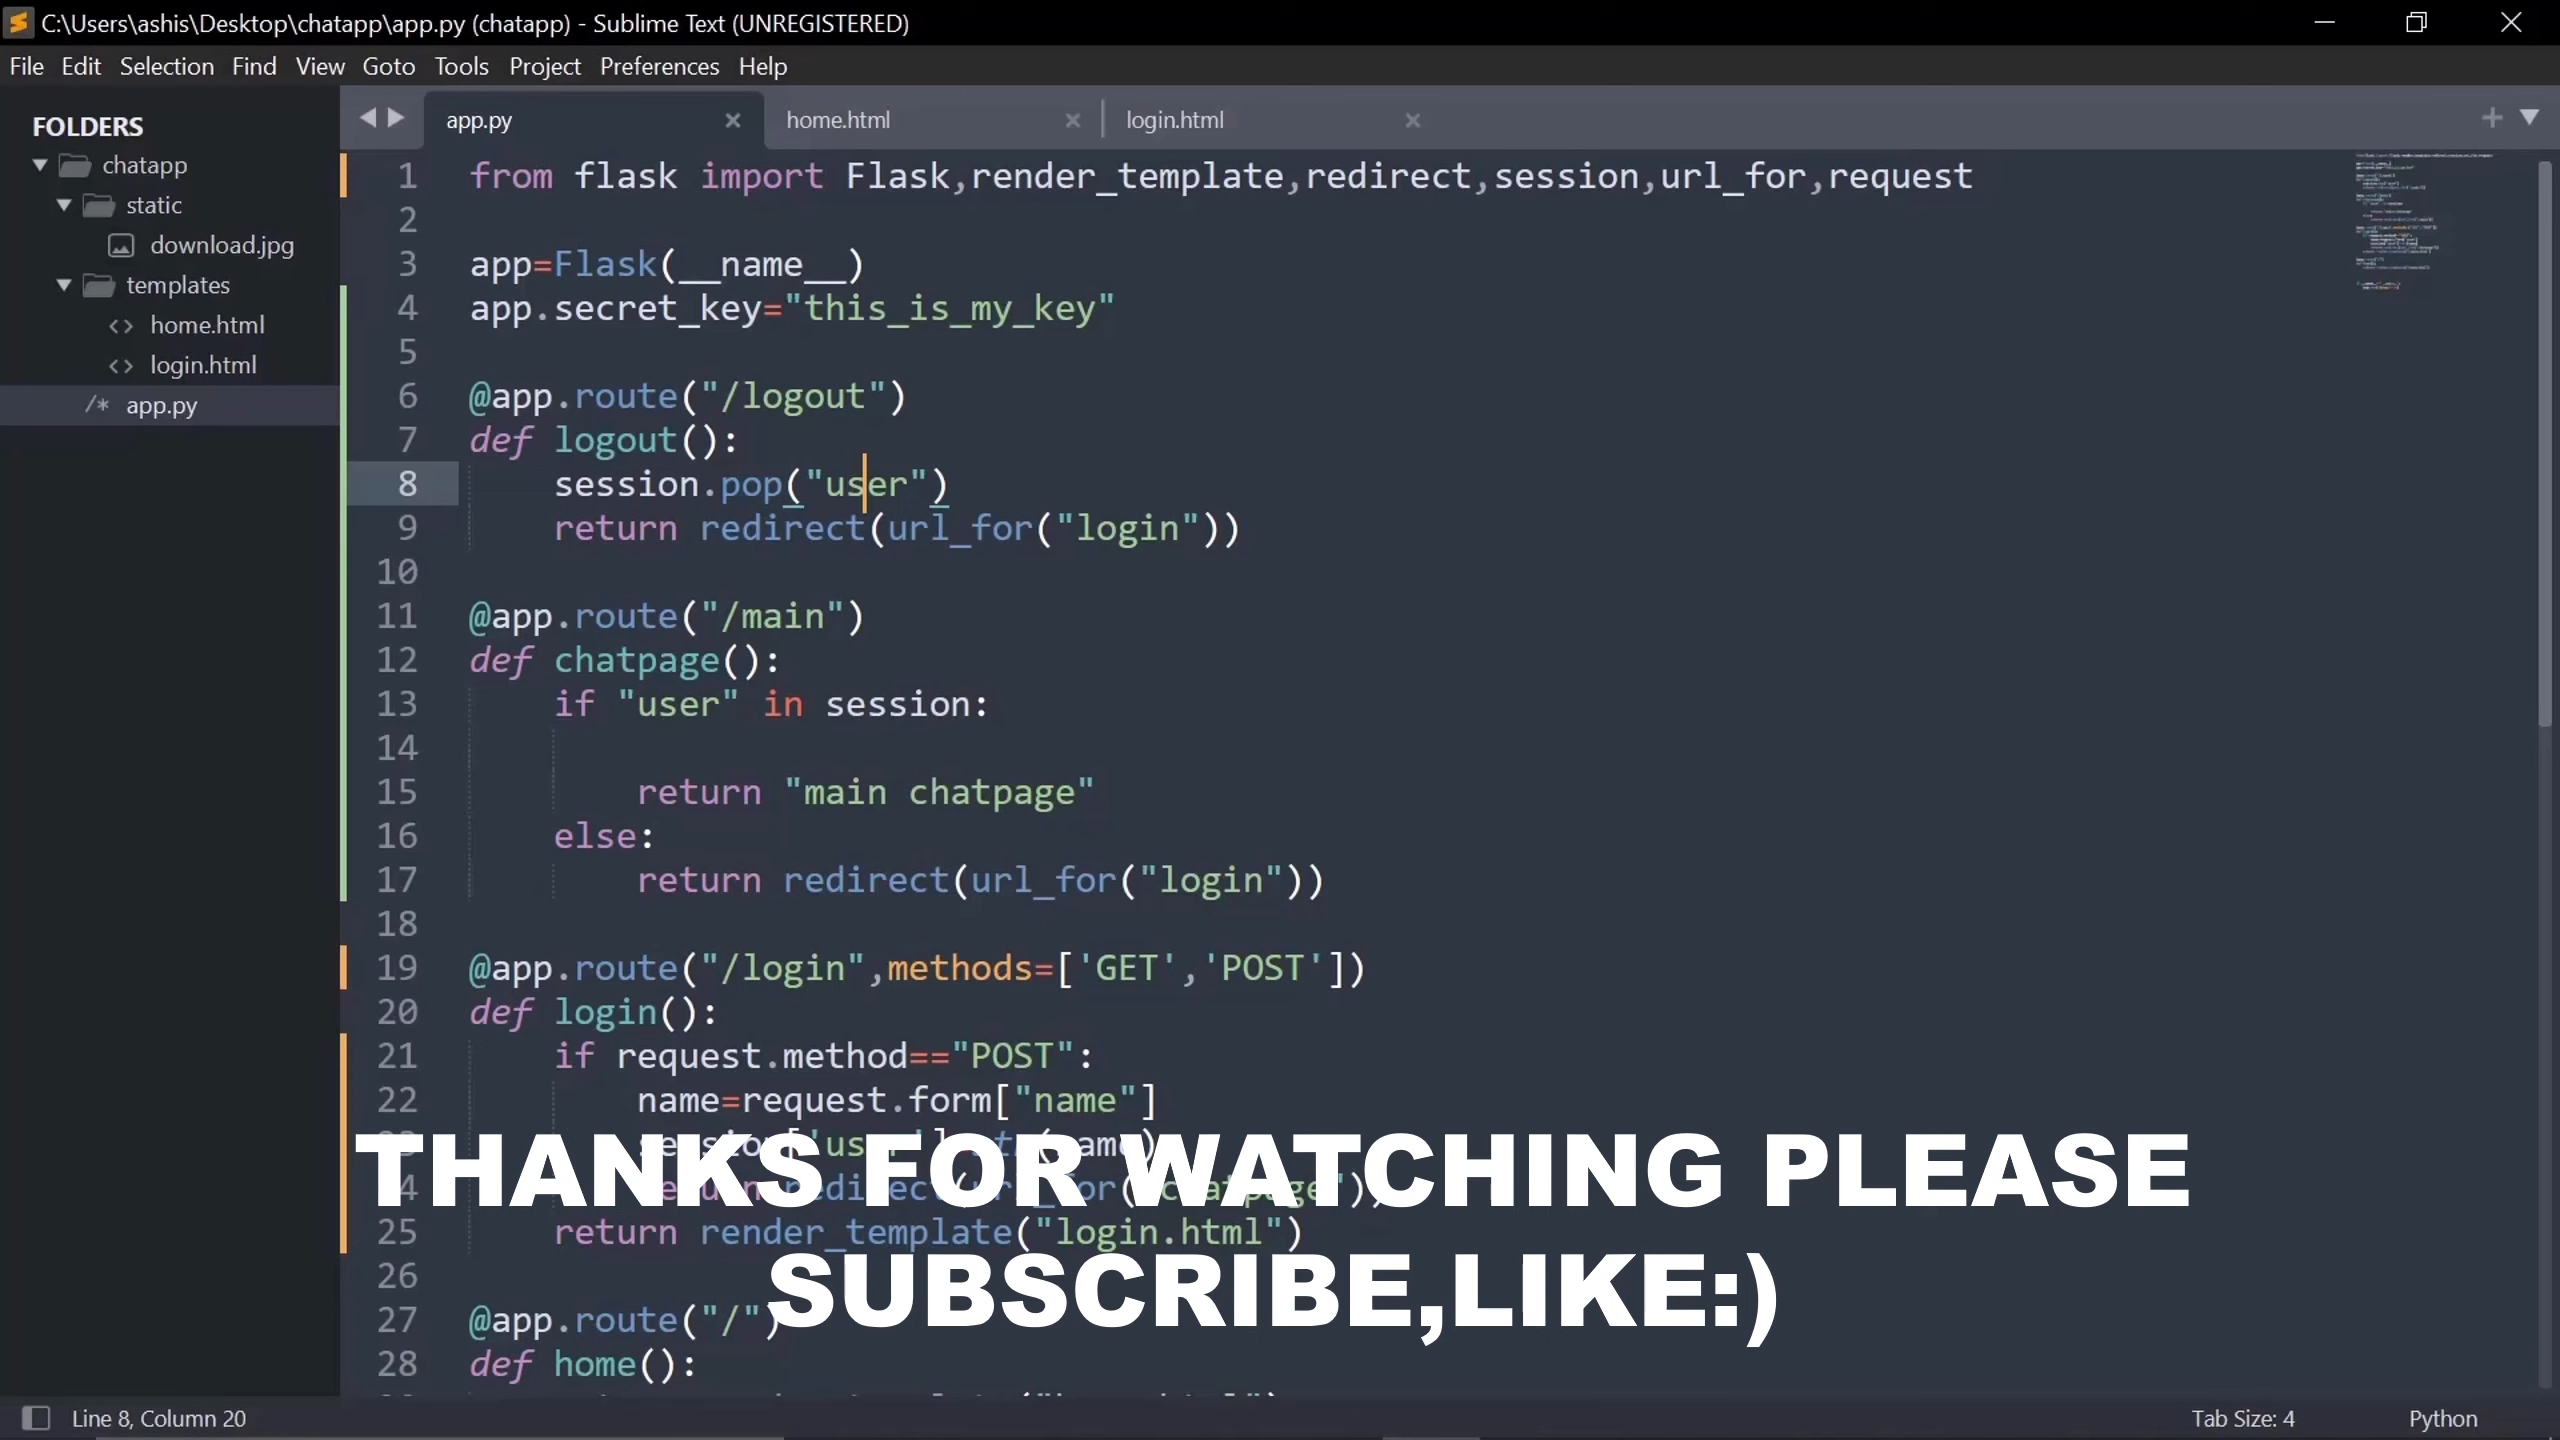 C:\Users\ashis\Desktop\chatapp\app.py (chatapp) - Sublime Text (UNREGISTERED)
File Edit Selection Find View Goto Tools Project Preferences Help
FOLDERS
chatapp
static
download.jpg
templates
home.html
login.html
/* app.py
app.py
home.html
login.html
1 from flask import Flask,render_template,redirect,session,url_for,request
2
3 app=Flask(__name__)
4 app.secret_key="this_is_my_key"
5
6 @app.route("/logout")
7 def logout():
8 session.pop("user")
9 return redirect(url_for("login"))
10
11 @app.route("/main")
12 def chatpage():
13 if "user" in session:
14
15 return "main chatpage"
16 else:
17 return redirect(url_for("login"))
18
19 @app.route("/login",methods=['GET','POST'])
20 def login():
21 if request.method=="POST":
22 name=request.form["name"]
25 return render_template("login.html")
26
27 @app.route("/")
28 def home():
THANKS FOR WATCHING PLEASE
SUBSCRIBE,LIKE:)
Line 8, Column 20
Tab Size: 4
Python